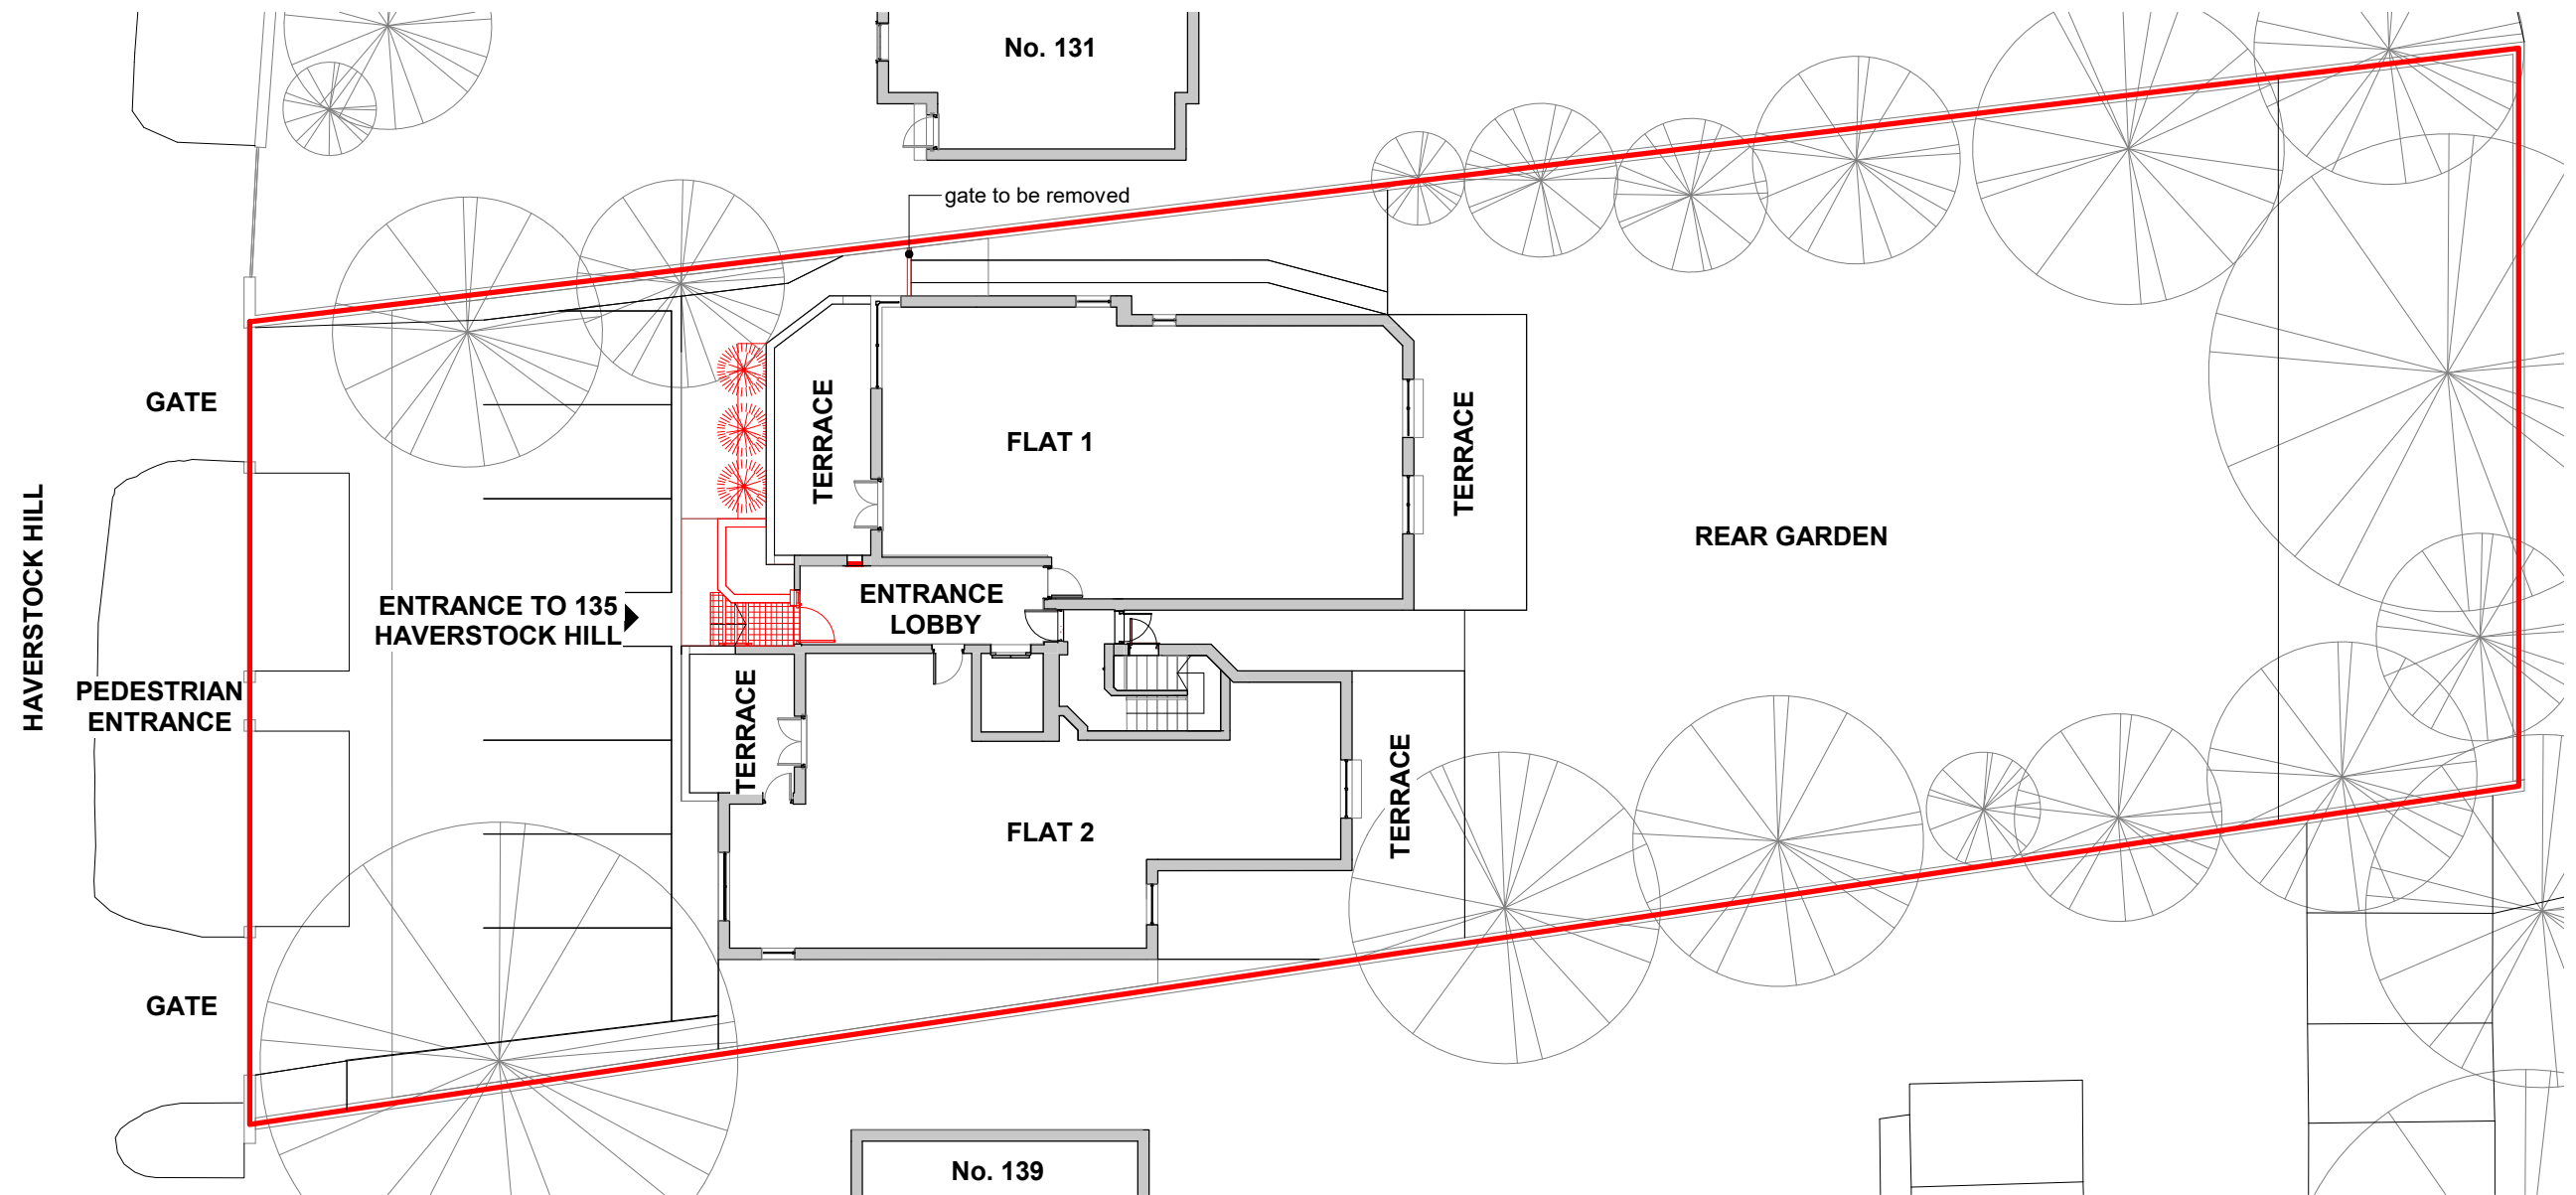 No. 131
gate to be removed
GATE
TERRACE
FLAT 1
TERRACE
HAVERSTOCK HILL
REAR GARDEN
ENTRANCE TO 135
HAVERSTOCK HILL
ENTRANCE
LOBBY
PEDESTRIAN
ENTRANCE
TERRACE
FLAT 2
TERRACE
GATE
No. 139